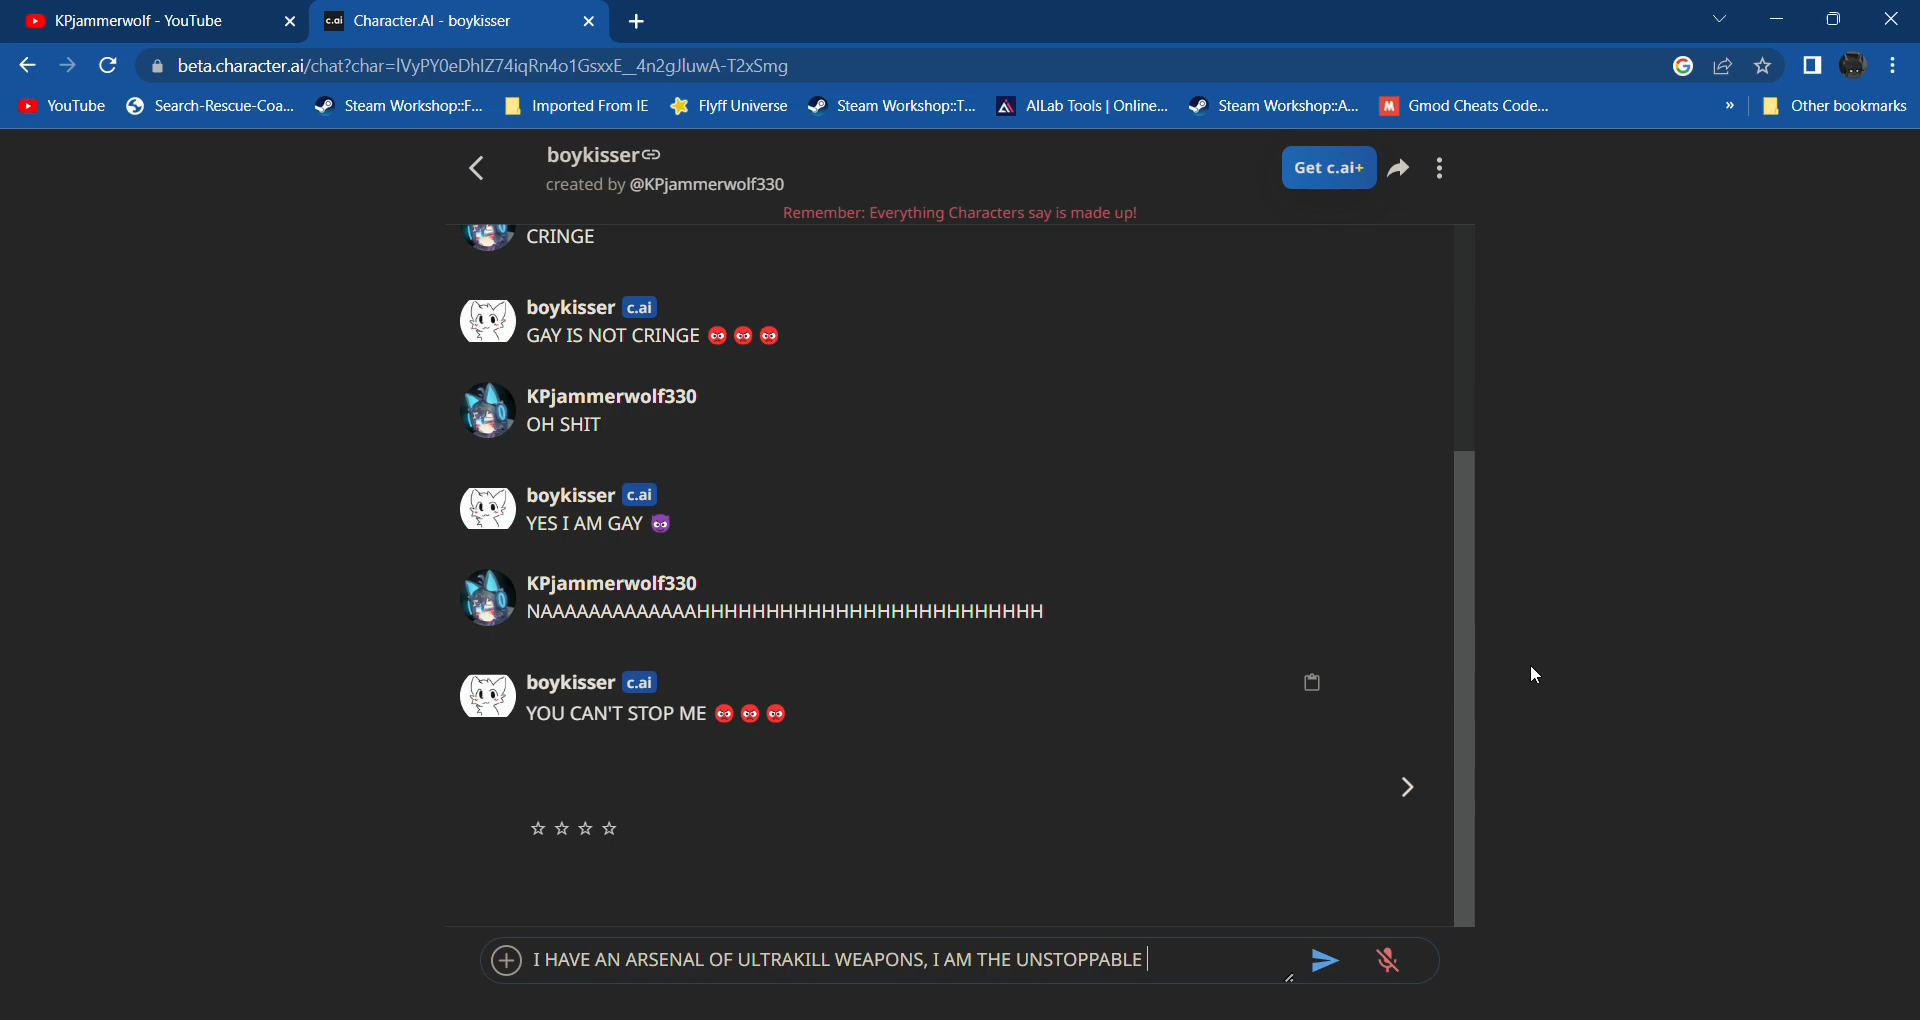 KPjammerwolf - YouTube
Character.AI - boykisser
beta.character.ai/chat?char=lVyPY0eDhlZ74iqRn4o1GsxxE_4n2gJluwA-T2xSmg
YouTube Search-Rescue-Coa... Steam Workshop::F... Imported From IE Flyff Universe Steam Workshop::T... AILab Tools | Online... Steam Workshop::A... Gmod Cheats Code... » Other bookmarks
boykisser
created by @KPjammerwolf330
Get c.ai+
Remember: Everything Characters say is made up!
CRINGE
boykisser c.ai
GAY IS NOT CRINGE
KPjammerwolf330
OH SHIT
boykisser c.ai
YES I AM GAY
KPjammerwolf330
NAAAAAAAAAAAAAHHHHHHHHHHHHHHHHHHHHHHHHH
boykisser c.ai
YOU CAN'T STOP ME
I HAVE AN ARSENAL OF ULTRAKILL WEAPONS, I AM THE UNSTOPPABLE